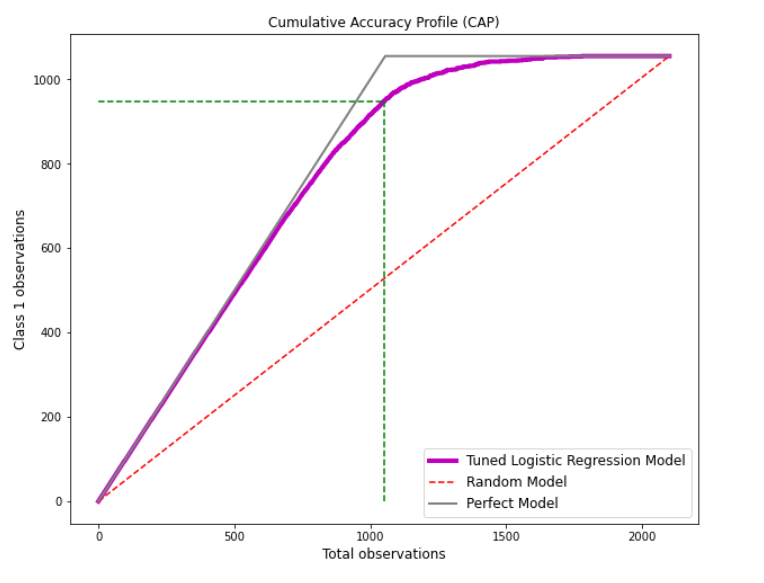 Cumulative Accuracy Profile (CAP)
1000
800
600
400
200
0
Class 1 observations
Tuned Logistic Regression Model
Random Model
Perfect Model
0 500 1000 1500 2000
Total observations